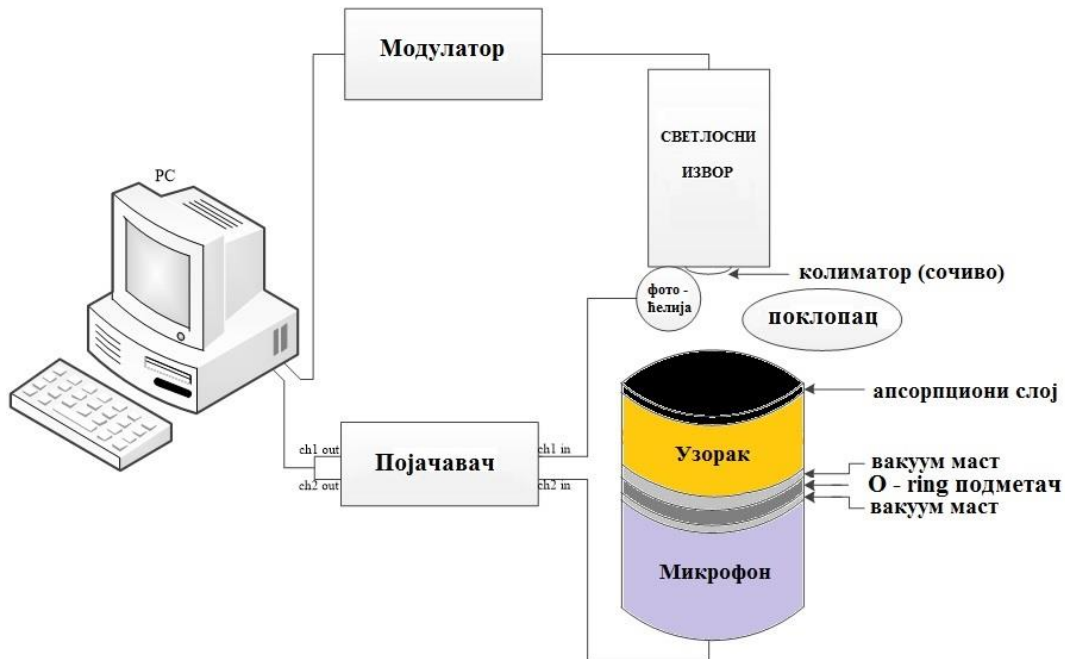 Модулатор
СВЕТЛОСНИ
ИЗВОР
PC
колиматор (сочиво)
фото -
ћелија
поклопац
апсорпциони слој
ch1 out
Појачавач
ch1 in
ch2 out
ch2 in
Узорак
вакуум маст
О - ring подметач
вакуум маст
Микрофон